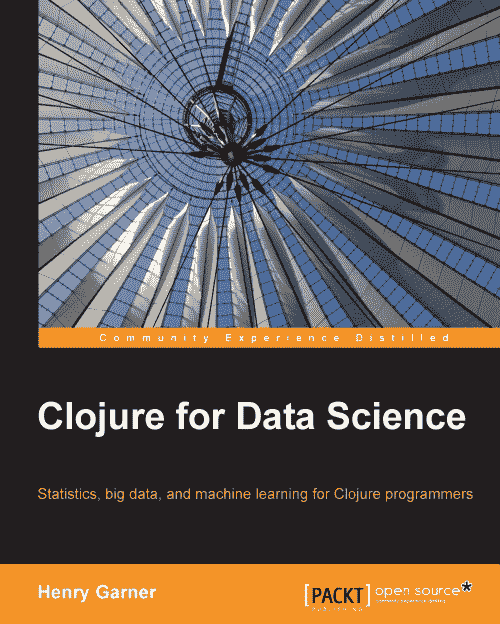 Community Experience Distilled
Clojure for Data Science
Statistics, big data, and machine learning for Clojure programmers
Henry Garner
[PACKT] open source*
PUBLISHING